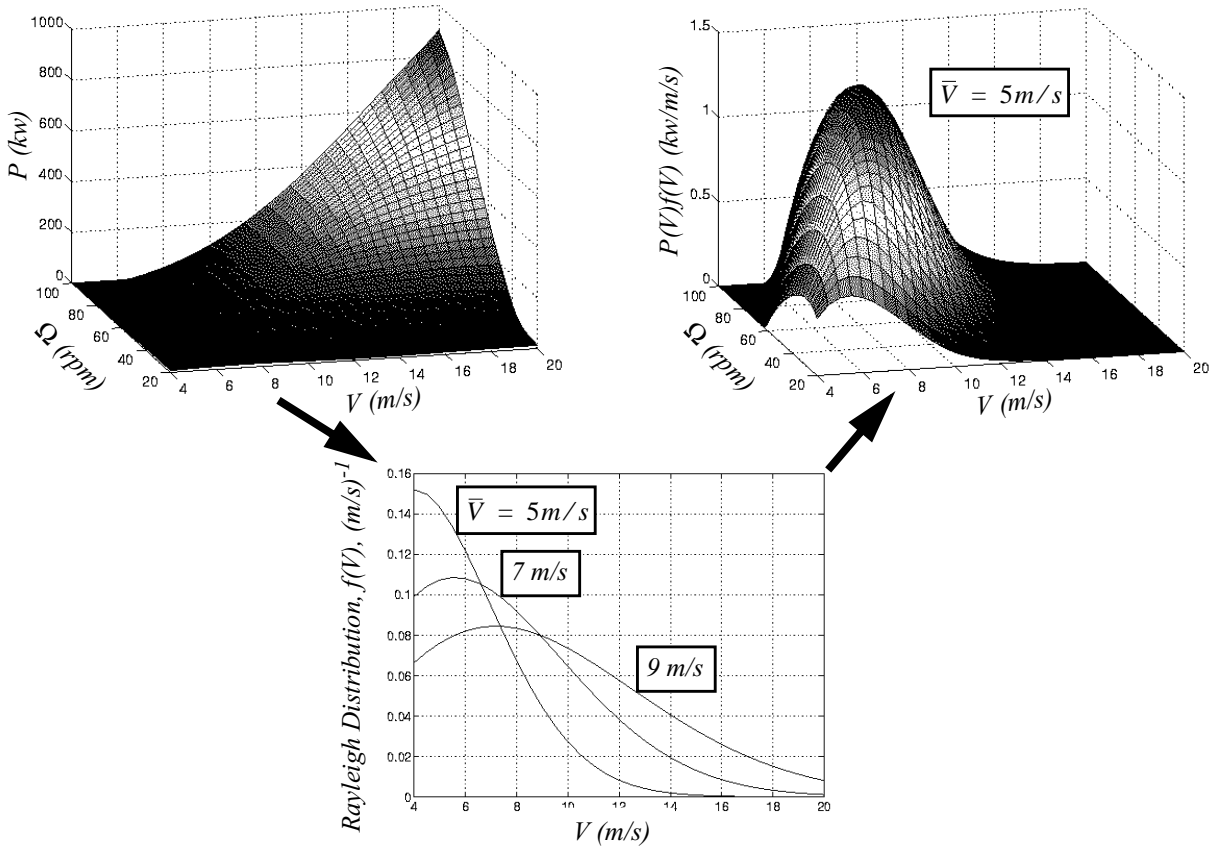 1000
800
600
400
200
0
P (kw)
100
80
60
40
20
Ω (rpm)
4 6 8 10 12 14 16 18 20
V (m/s)
1.5
1
0.5
0
P(V)f(V) (kw/m/s)
V̅ = 5m/s
100
80
60
40
20
Ω (rpm)
4 6 8 10 12 14 16 18 20
V (m/s)
0.16
0.14
0.12
0.1
0.08
0.06
0.04
0.02
0
Rayleigh Distribution, f(V), (m/s)-1
V̅ = 5m/s
7 m/s
9 m/s
4 6 8 10 12 14 16 18 20
V (m/s)